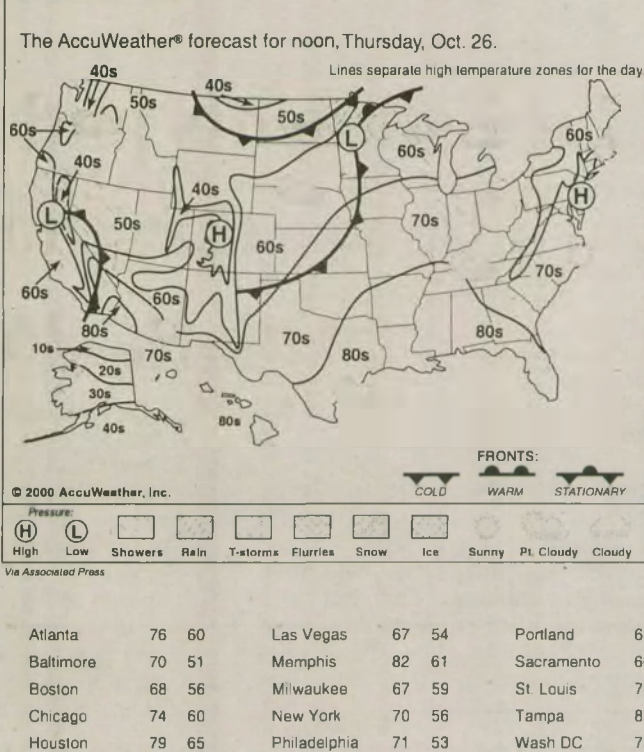 The AccuWeather® forecast for noon, Thursday, Oct. 26.
Lines separate high temperature zones for the day.
40s
40s
50s
50s
60s
60s
60s
L
40s
40s
H
L
50s
H
60s
70s
60s
60s
70s
80s
70s
80s
80s
10s
70s
20s
30s
40s
80s
FRONTS:
COLD WARM STATIONARY
© 2000 AccuWeather, Inc.
Pressure:
H L
High Low Showers Rain T-storms Flurries Snow Ice Sunny Pt. Cloudy Cloudy
Via Associated Press
Atlanta 76 60 Las Vegas 67 54 Portland 6
Baltimore 70 51 Memphis 82 61 Sacramento 6
Boston 68 56 Milwaukee 67 59 St. Louis 7
Chicago 74 60 New York 70 56 Tampa 8
Houston 79 65 Philadelphia 71 53 Wash DC 7